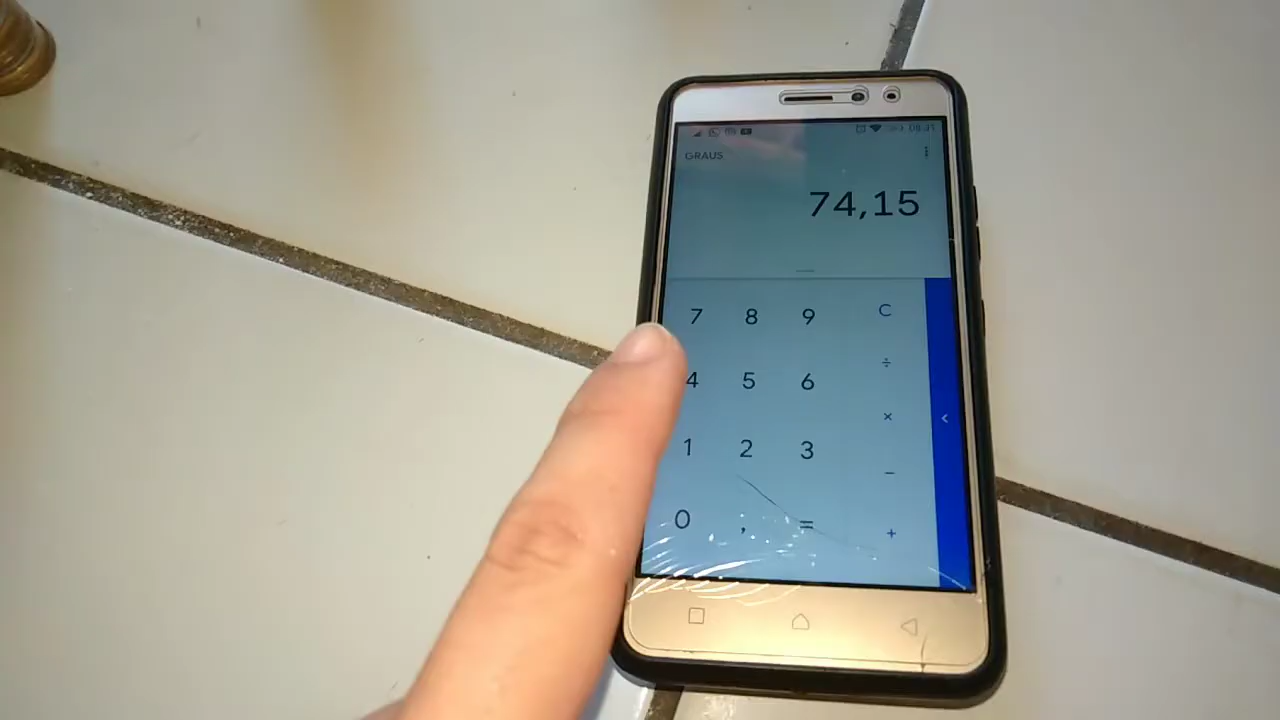 GRAUS
74,15
7 8 9 C
÷
4 5 6
×
1 2 3
−
0 , =
+